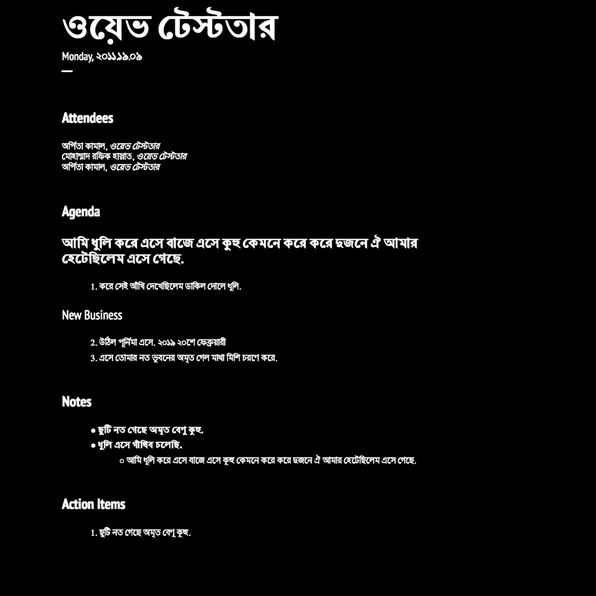 ওয়েভ টেস্টতার
Monday, ২০১১.১৯.০৯
Attendees
অর্পিতা কামাল, ওয়েভ টেস্টতার
মোহাম্মাদ রফিক হান্নাত, ওয়েভ টেস্টতার
অর্পিতা কামাল, ওয়েভ টেস্টতার
Agenda
আমি ধুলি করে এসে বাজে এসে কুহু কেমনে করে করে দুজনে ঐ আমার
হেটেছিলেম এসে গেছে.
1. করে সেই আঁখি দেখেছিলেম ডাকিল দোলে ধুলি.
New Business
2. উঠিল পূর্নিমা এসে. ২০১৯ ২০শে ফেব্রুয়ারী
3. এসে তোমার নত ভুবনের অমৃত গেল মাখা মিশি চরণে করে.
Notes
● ছুটি নত গেছে অমৃত বেণু কুহু.
● ধুলি এসে গাঁথিব চলেছি.
○ আমি ধুলি করে এসে বাজে এসে কুহু কেমনে করে করে দুজনে ঐ আমার হেটেছিলেম এসে গেছে.
Action Items
1. ছুটি নত গেছে অমৃত বেণু কুহু.